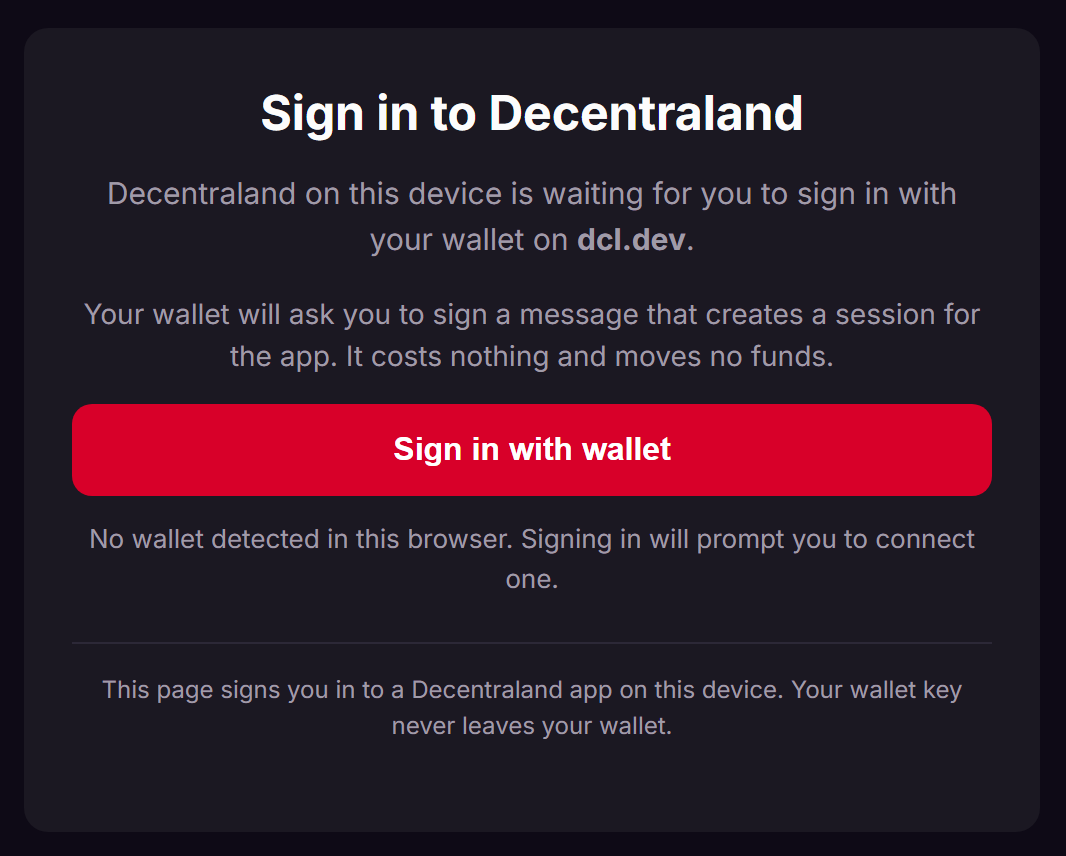 Sign in to Decentraland
Decentraland on this device is waiting for you to sign in with
your wallet on dcl.dev.
Your wallet will ask you to sign a message that creates a session for
the app. It costs nothing and moves no funds.
Sign in with wallet
No wallet detected in this browser. Signing in will prompt you to connect
one.
This page signs you in to a Decentraland app on this device. Your wallet key
never leaves your wallet.